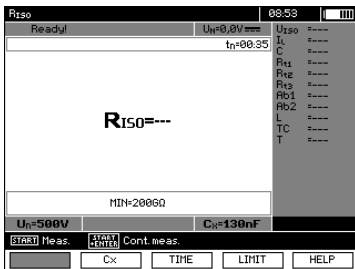 RISO 08:53
Ready! UN=0,0V
tn=00:35
UISO =---
IL =---
C =---
Rt1 =---
Rt2 =---
Rt3 =---
Ab1 =---
Ab2 =---
L =---
TC =---
T =---
RISO=---
MIN=200GΩ
Un=500V CX=130nF
START Meas. START +ENTER Cont.meas.
Cx TIME LIMIT HELP